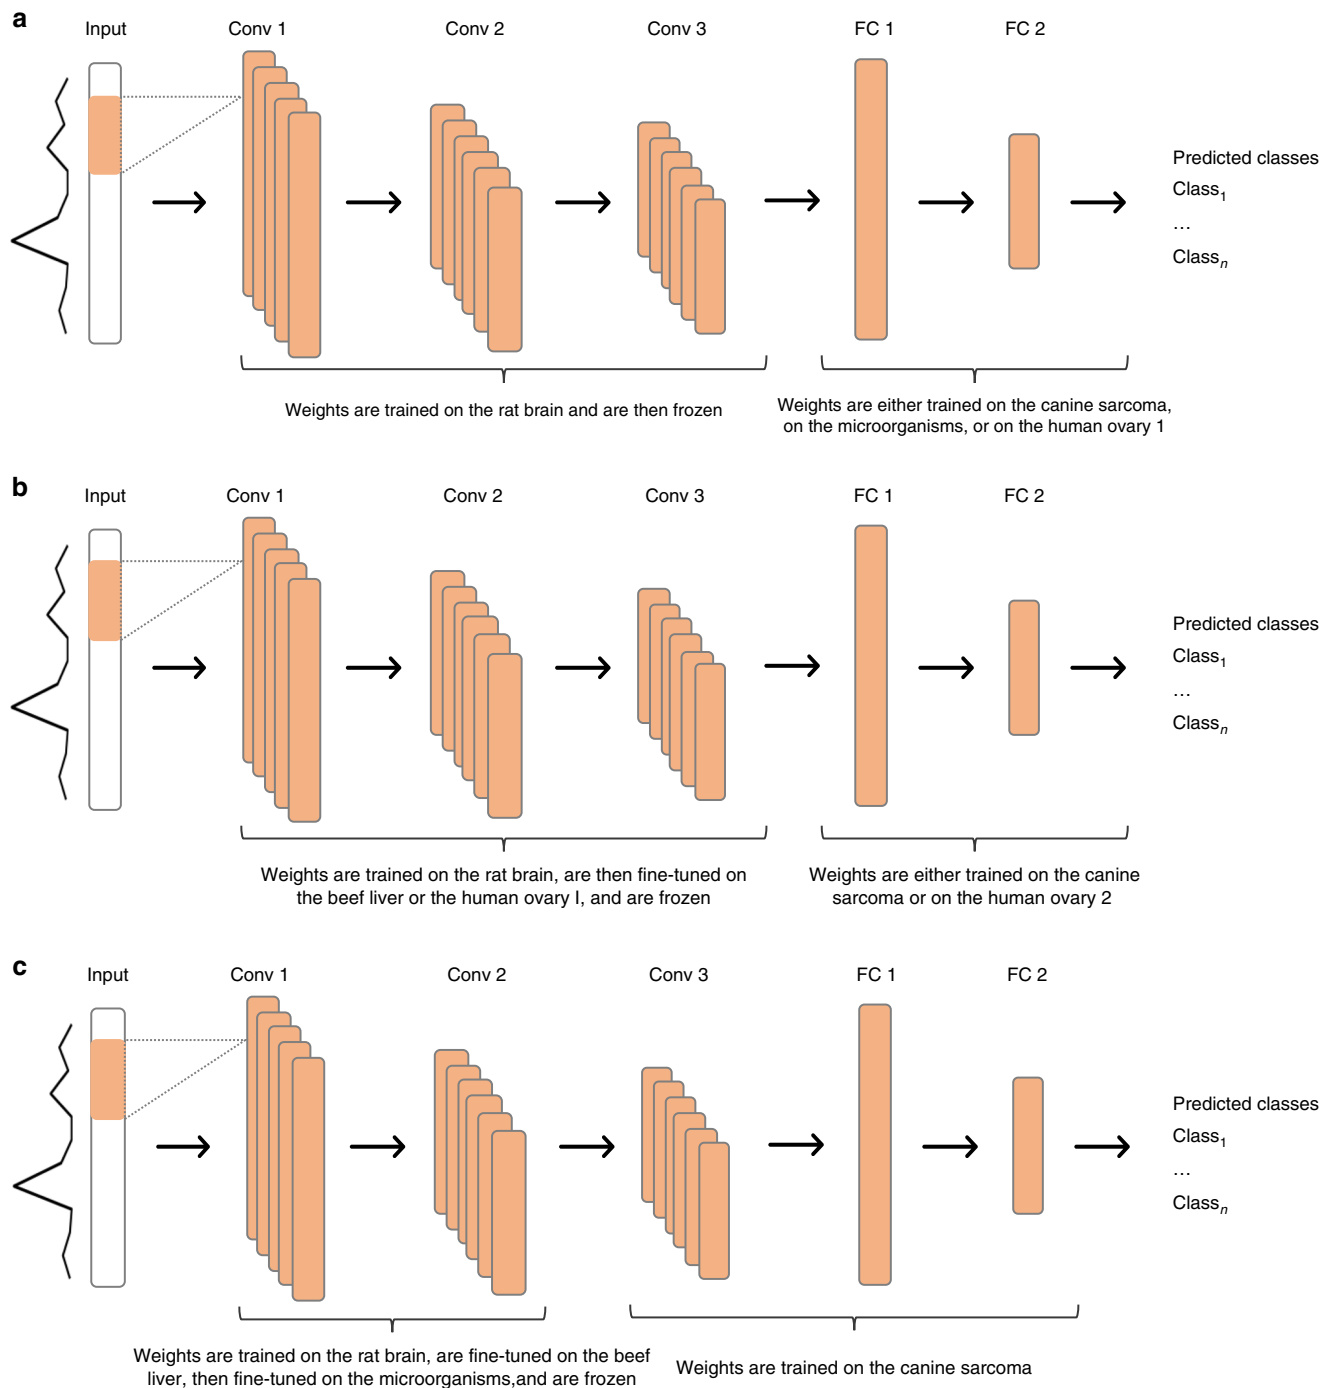 a
Input
Conv 1
Conv 2
Conv 3
FC 1
FC 2
Predicted classes
Class1
...
Classn
Weights are trained on the rat brain and are then frozen
Weights are either trained on the canine sarcoma,
on the microorganisms, or on the human ovary 1
b
Input
Conv 1
Conv 2
Conv 3
FC 1
FC 2
Predicted classes
Class1
...
Classn
Weights are trained on the rat brain, are then fine-tuned on
the beef liver or the human ovary I, and are frozen
Weights are either trained on the canine
sarcoma or on the human ovary 2
c
Input
Conv 1
Conv 2
Conv 3
FC 1
FC 2
Predicted classes
Class1
...
Classn
Weights are trained on the rat brain, are fine-tuned on the beef
liver, then fine-tuned on the microorganisms,and are frozen
Weights are trained on the canine sarcoma